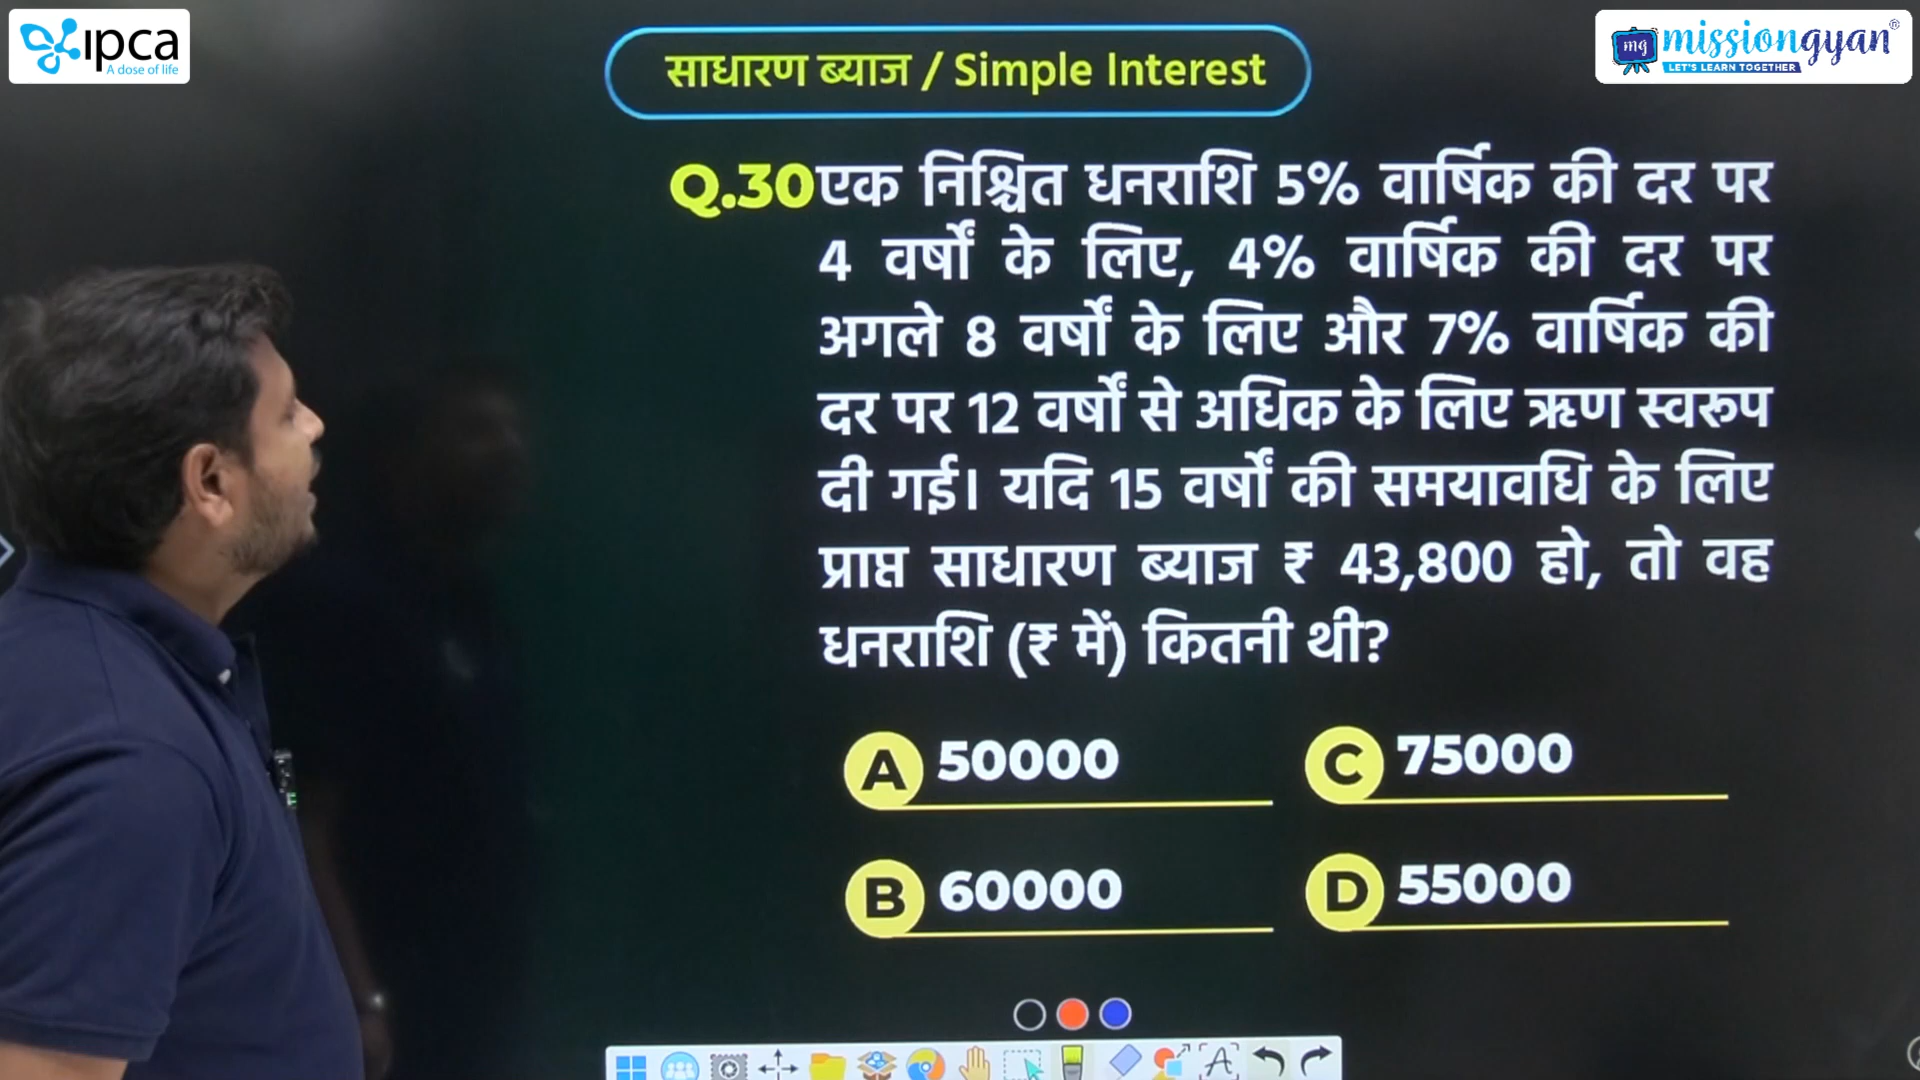 ıpca
A dose of life
साधारण ब्याज / Simple Interest
mg missiongyan®
LET'S LEARN TOGETHER
Q.30 एक निश्चित धनराशि 5% वार्षिक की दर पर
4 वर्षों के लिए, 4% वार्षिक की दर पर
अगले 8 वर्षों के लिए और 7% वार्षिक की
दर पर 12 वर्षों से अधिक के लिए ऋण स्वरूप
दी गई। यदि 15 वर्षों की समयावधि के लिए
प्राप्त साधारण ब्याज ₹ 43,800 हो, तो वह
धनराशि (₹ में) कितनी थी?
A 50000
C 75000
B 60000
D 55000